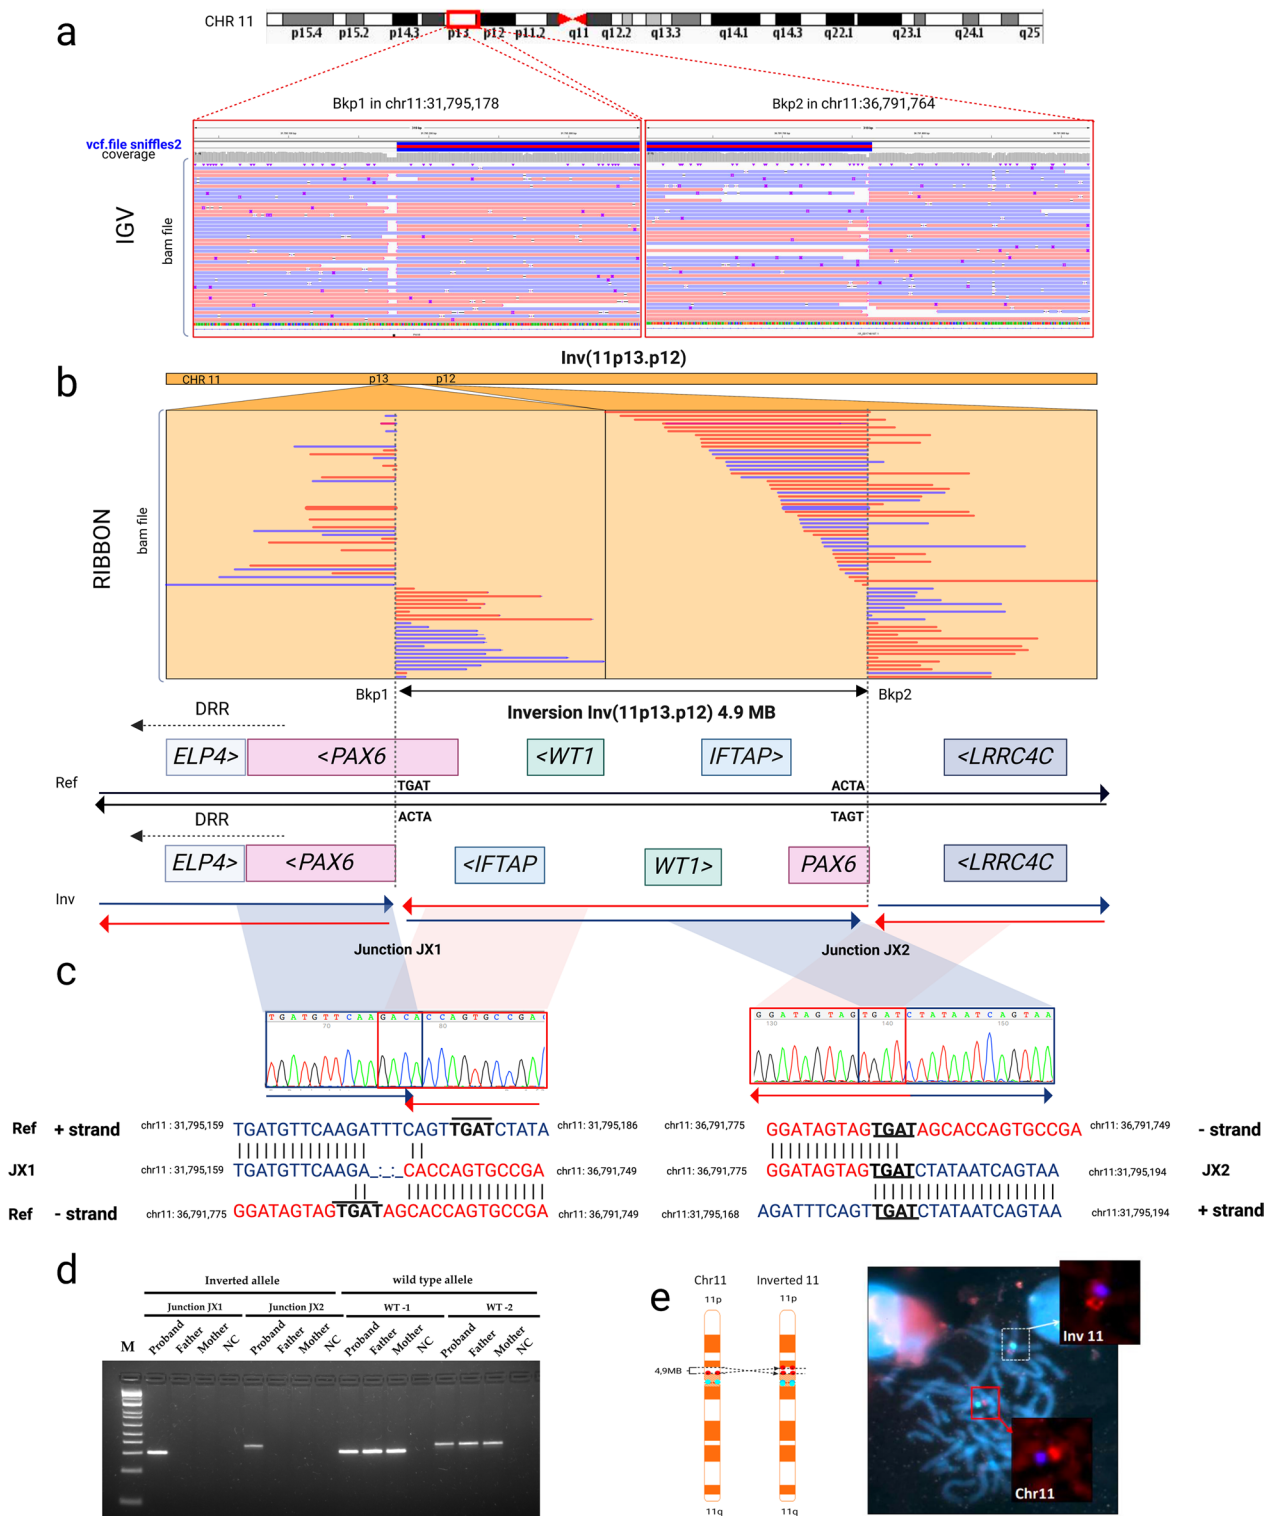 a
CHR 11
p15.4 p15.2 p14.3 p13 p12 p11.2 q11 q12.2 q13.3 q14.1 q14.3 q22.1 q23.1 q24.1 q25
Bkp1 in chr11:31,795,178
Bkp2 in chr11:36,791,764
vcf.file sniffles2
coverage
IGV
bam file
Inv(11p13.p12)
b
CHR 11 p13 p12
RIBBON
bam file
Bkp1 Bkp2
DRR
Inversion Inv(11p13.p12) 4.9 MB
ELP4> <PAX6 <WT1 IFTAP> <LRRC4C
Ref
TGAT ACTA
ACTA TAGT
DRR
ELP4> <PAX6 <IFTAP WT1> PAX6 <LRRC4C
Inv
Junction JX1 Junction JX2
c
TGATGTTCAAGACACCAGTGCCGA
70 80
GGATAGTAGTGATCTATAATCAGTAA
130 140 150
Ref + strand chr11 : 31,795,159 TGATGTTCAAGATTTCAGTTGATCTATA chr11 : 31,795,186
chr11 : 36,791,775 GGATAGTAGTGATAGCACCAGTGCCGA chr11:36,791,749 - strand
JX1 chr11 : 31,795,159 TGATGTTCAAGA_:_:_CACCAGTGCCGA chr11: 36,791,749
chr11: 36,791,775 GGATAGTAGTGATCTATAATCAGTAA chr11:31,795,194 JX2
Ref - strand chr11: 36,791,775 GGATAGTAGTGATAGCACCAGTGCCGA chr11: 36,791,749
chr11:31,795,168 AGATTTCAGTTGATCTATAATCAGTAA chr11:31,795,194 + strand
d
Inverted allele wild type allele
Junction JX1 Junction JX2 WT -1 WT -2
M Proband Father Mother NC Proband Father Mother NC Proband Father Mother NC Proband Father Mother NC
e
Chr11 Inverted 11
11p 11p
4,9MB
11q 11q
Inv 11
Chr11